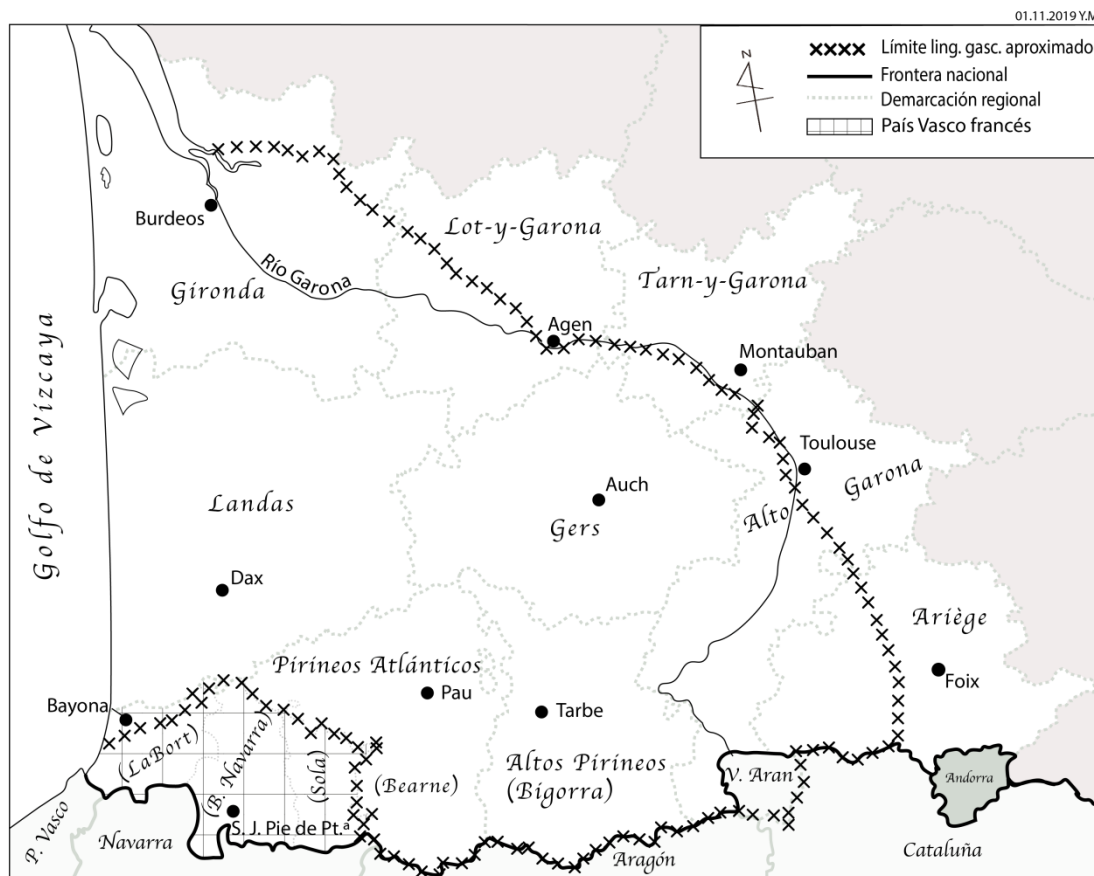 01.11.2019 Y.M
Límite ling. gasc. aproximado
Frontera nacional
Demarcación regional
País Vasco francés
N
Burdeos
Lot-y-Garona
Río Garona
Gironda
Tarn-y-Garona
Agen
Montauban
Golfo de Vizcaya
Toulouse
Garona
Auch
Alto
Landas
Gers
Dax
Ariège
Pirineos Atlánticos
Foix
Pau
Bayona
Tarbe
(LaBort)
(B. Navarra)
(Sola)
(Bearne)
Altos Pirineos
(Bigorra)
V. Aran
Andorra
S. J. Pie de Pt.ª
P. Vasco
Navarra
Aragón
Cataluña